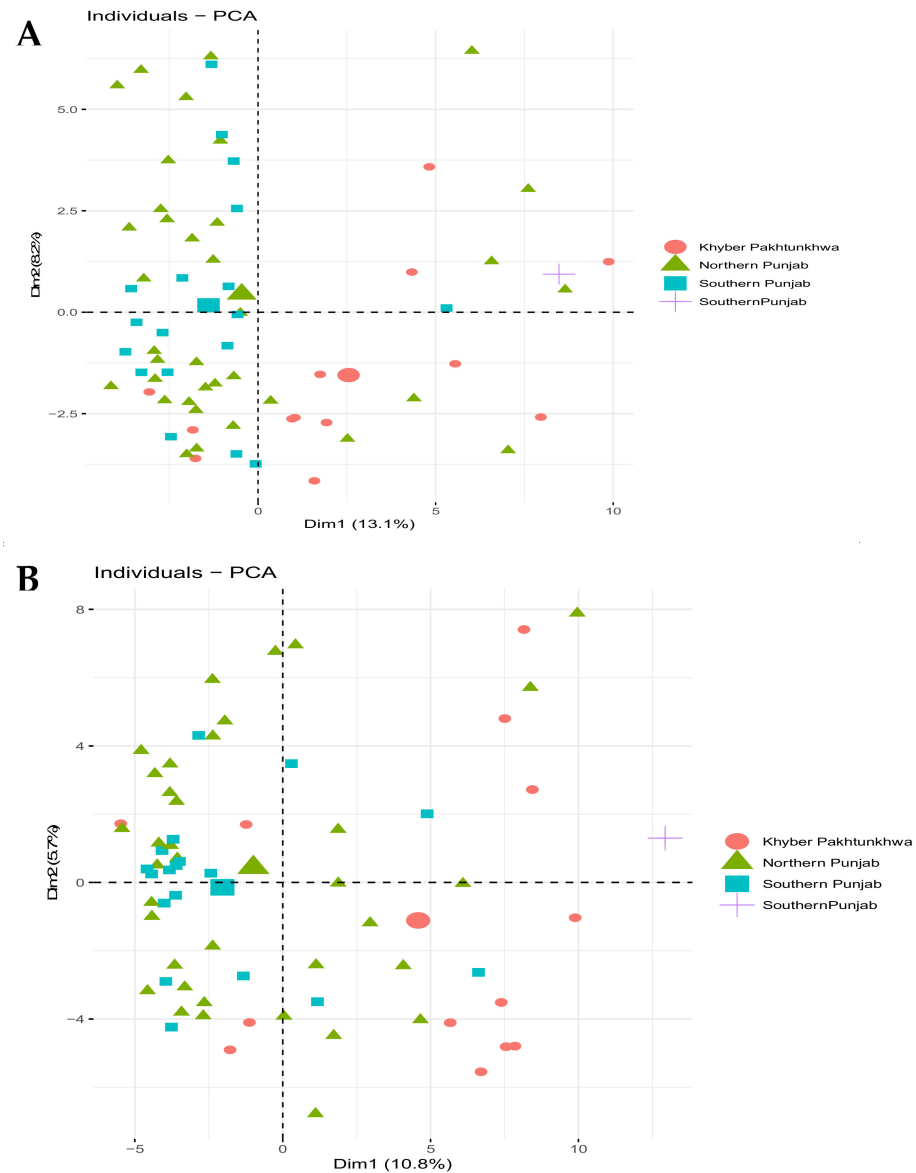 A
Individuals − PCA
5.0
2.5
0.0
−2.5
Dim2(8.2%)
0
5
10
Dim1 (13.1%)
Khyber Pakhtunkhwa
Northern Punjab
Southern Punjab
SouthernPunjab
B
Individuals − PCA
8
4
0
−4
Dim2(5.7%)
−5
0
5
10
Dim1 (10.8%)
Khyber Pakhtunkhwa
Northern Punjab
Southern Punjab
SouthernPunjab